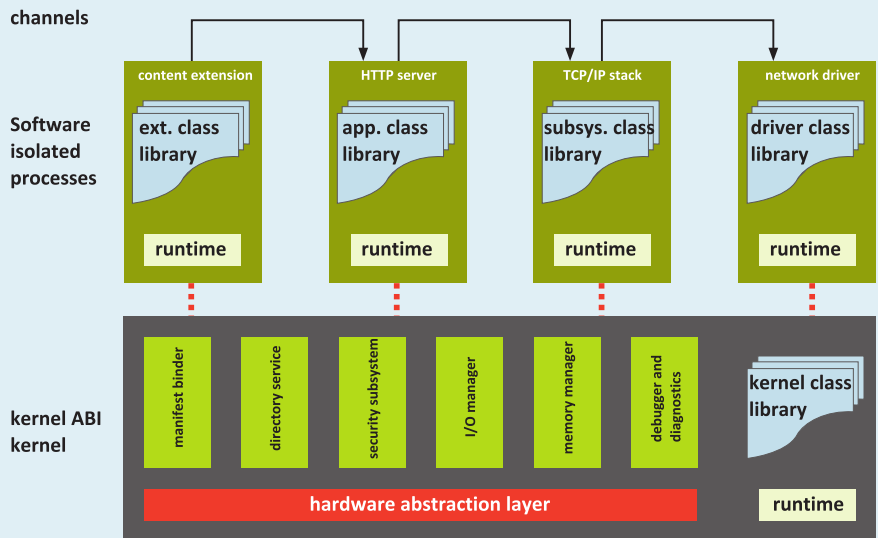 channels
content extension
HTTP server
TCP/IP stack
network driver
Software
isolated
processes
ext. class
library
app. class
library
subsys. class
library
driver class
library
runtime
runtime
runtime
runtime
kernel ABI
kernel
manifest binder
directory service
security subsystem
I/O manager
memory manager
debugger and
diagnostics
kernel class
library
hardware abstraction layer
runtime